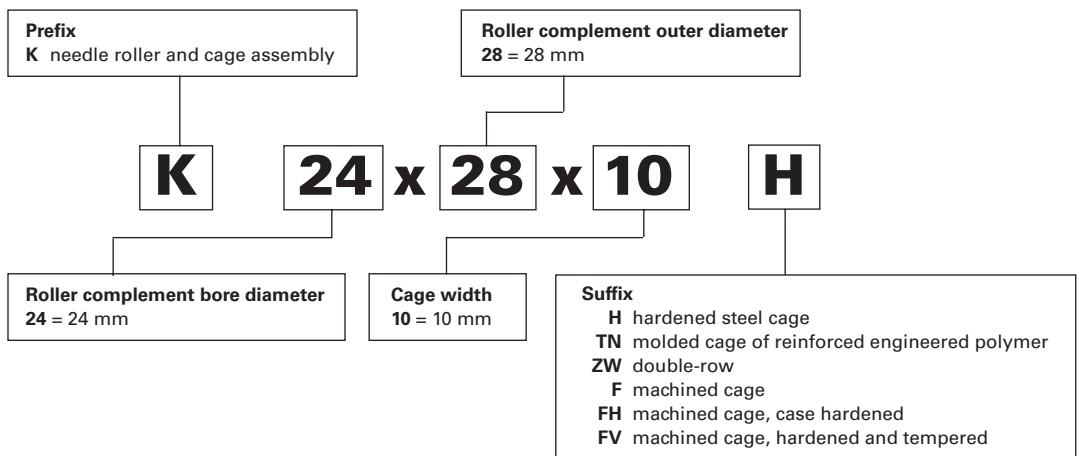 Prefix
K needle roller and cage assembly
Roller complement outer diameter
28 = 28 mm
K 24 x 28 x 10 H
Roller complement bore diameter
24 = 24 mm
Cage width
10 = 10 mm
Suffix
H hardened steel cage
TN molded cage of reinforced engineered polymer
ZW double-row
F machined cage
FH machined cage, case hardened
FV machined cage, hardened and tempered